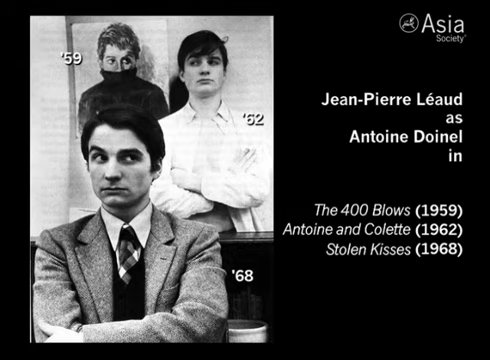 Asia
Society
'59
'62
'68
Jean-Pierre Léaud
as
Antoine Doinel
in
The 400 Blows (1959)
Antoine and Colette (1962)
Stolen Kisses (1968)